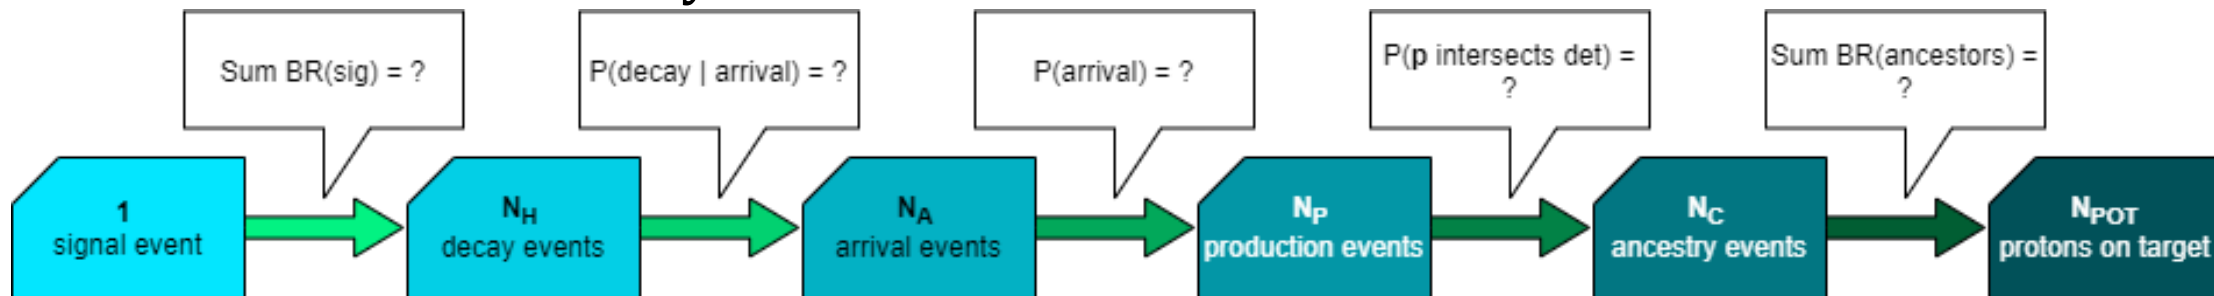 Sum BR(sig) = ?
P(decay | arrival) = ?
P(arrival) = ?
P(p intersects det) =
?
Sum BR(ancestors) =
?
1
signal event
N_H
decay events
N_A
arrival events
N_P
production events
N_C
ancestry events
N_POT
protons on target